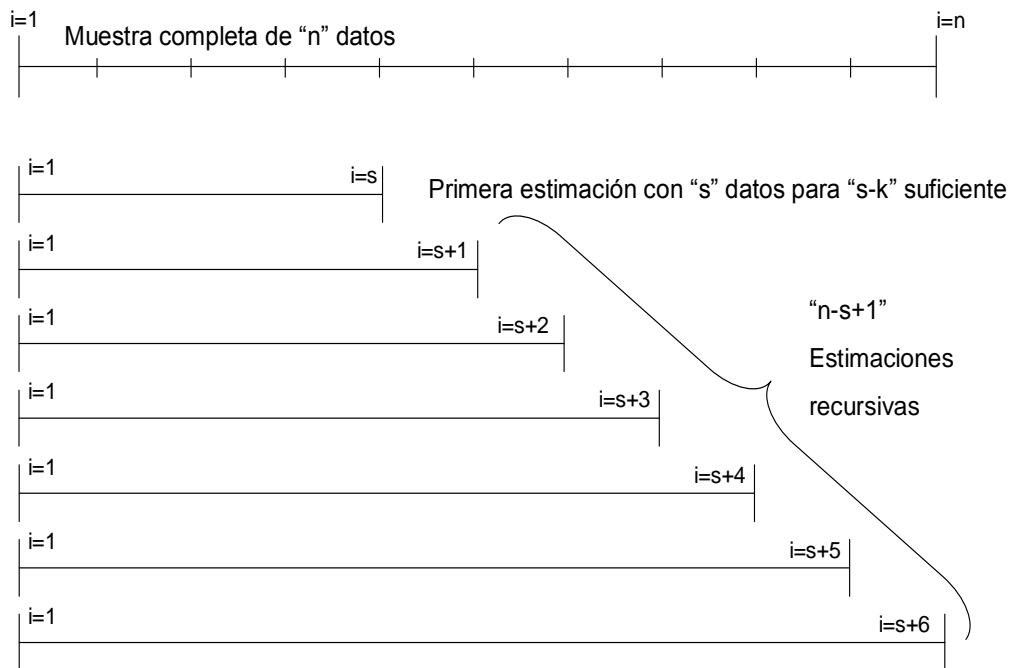 i=1
i=n
Muestra completa de “n” datos
i=1
i=s
Primera estimación con “s” datos para “s-k” suficiente
i=1
i=s+1
i=1
i=s+2
“n-s+1”
Estimaciones
recursivas
i=1
i=s+3
i=1
i=s+4
i=1
i=s+5
i=1
i=s+6